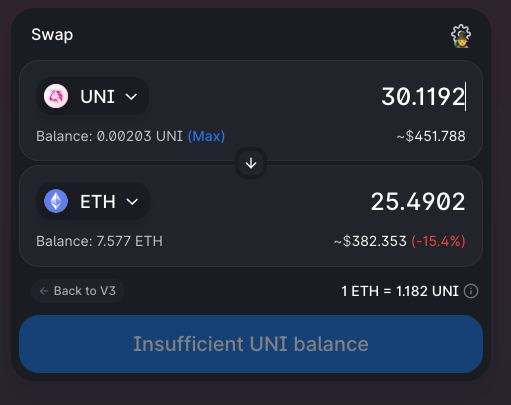 Swap
UNI 30.1192
Balance: 0.00203 UNI (Max) ~$451.788
ETH 25.4902
Balance: 7.577 ETH ~$382.353 (-15.4%)
← Back to V3 1 ETH = 1.182 UNI
Insufficient UNI balance